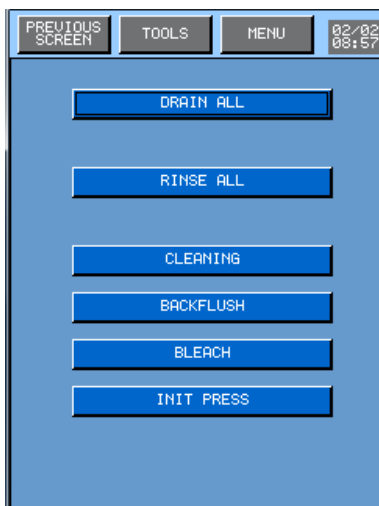 PREVIOUS
SCREEN
TOOLS
MENU
02/02
08:57
DRAIN ALL
RINSE ALL
CLEANING
BACKFLUSH
BLEACH
INIT PRESS